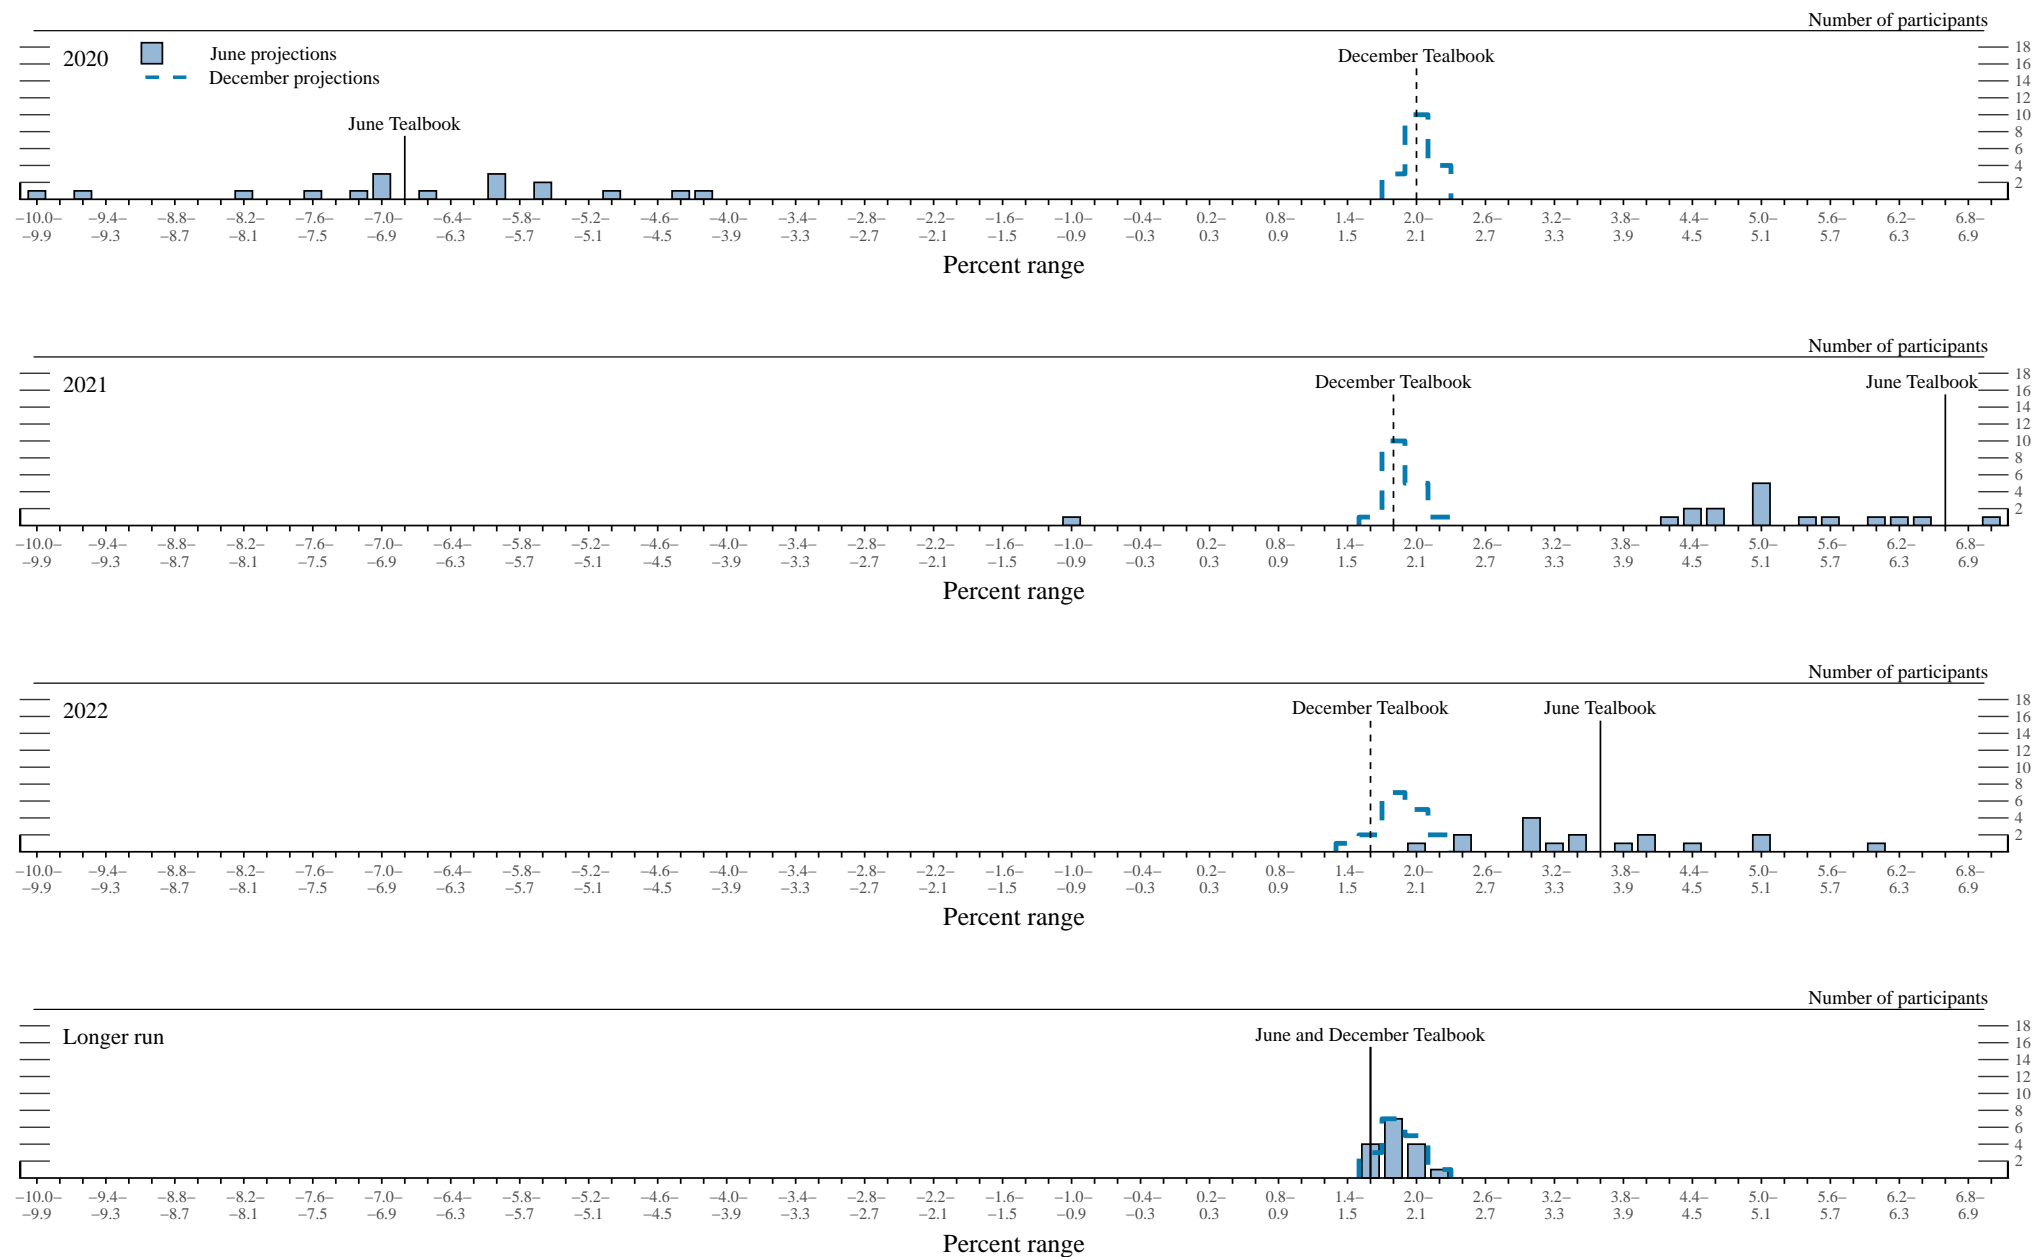 Number of participants
2020
June projections
December projections
December Tealbook
June Tealbook
18
16
14
12
10
8
6
4
2
−10.0– −9.4– −8.8– −8.2– −7.6– −7.0– −6.4– −5.8– −5.2– −4.6– −4.0– −3.4– −2.8– −2.2– −1.6– −1.0– −0.4– 0.2– 0.8– 1.4– 2.0– 2.6– 3.2– 3.8– 4.4– 5.0– 5.6– 6.2– 6.8–
−9.9 −9.3 −8.7 −8.1 −7.5 −6.9 −6.3 −5.7 −5.1 −4.5 −3.9 −3.3 −2.7 −2.1 −1.5 −0.9 −0.3 0.3 0.9 1.5 2.1 2.7 3.3 3.9 4.5 5.1 5.7 6.3 6.9
Percent range
Number of participants
2021
December Tealbook
June Tealbook
18
16
14
12
10
8
6
4
2
−10.0– −9.4– −8.8– −8.2– −7.6– −7.0– −6.4– −5.8– −5.2– −4.6– −4.0– −3.4– −2.8– −2.2– −1.6– −1.0– −0.4– 0.2– 0.8– 1.4– 2.0– 2.6– 3.2– 3.8– 4.4– 5.0– 5.6– 6.2– 6.8–
−9.9 −9.3 −8.7 −8.1 −7.5 −6.9 −6.3 −5.7 −5.1 −4.5 −3.9 −3.3 −2.7 −2.1 −1.5 −0.9 −0.3 0.3 0.9 1.5 2.1 2.7 3.3 3.9 4.5 5.1 5.7 6.3 6.9
Percent range
Number of participants
2022
December Tealbook
June Tealbook
18
16
14
12
10
8
6
4
2
−10.0– −9.4– −8.8– −8.2– −7.6– −7.0– −6.4– −5.8– −5.2– −4.6– −4.0– −3.4– −2.8– −2.2– −1.6– −1.0– −0.4– 0.2– 0.8– 1.4– 2.0– 2.6– 3.2– 3.8– 4.4– 5.0– 5.6– 6.2– 6.8–
−9.9 −9.3 −8.7 −8.1 −7.5 −6.9 −6.3 −5.7 −5.1 −4.5 −3.9 −3.3 −2.7 −2.1 −1.5 −0.9 −0.3 0.3 0.9 1.5 2.1 2.7 3.3 3.9 4.5 5.1 5.7 6.3 6.9
Percent range
Number of participants
Longer run
June and December Tealbook
18
16
14
12
10
8
6
4
2
−10.0– −9.4– −8.8– −8.2– −7.6– −7.0– −6.4– −5.8– −5.2– −4.6– −4.0– −3.4– −2.8– −2.2– −1.6– −1.0– −0.4– 0.2– 0.8– 1.4– 2.0– 2.6– 3.2– 3.8– 4.4– 5.0– 5.6– 6.2– 6.8–
−9.9 −9.3 −8.7 −8.1 −7.5 −6.9 −6.3 −5.7 −5.1 −4.5 −3.9 −3.3 −2.7 −2.1 −1.5 −0.9 −0.3 0.3 0.9 1.5 2.1 2.7 3.3 3.9 4.5 5.1 5.7 6.3 6.9
Percent range